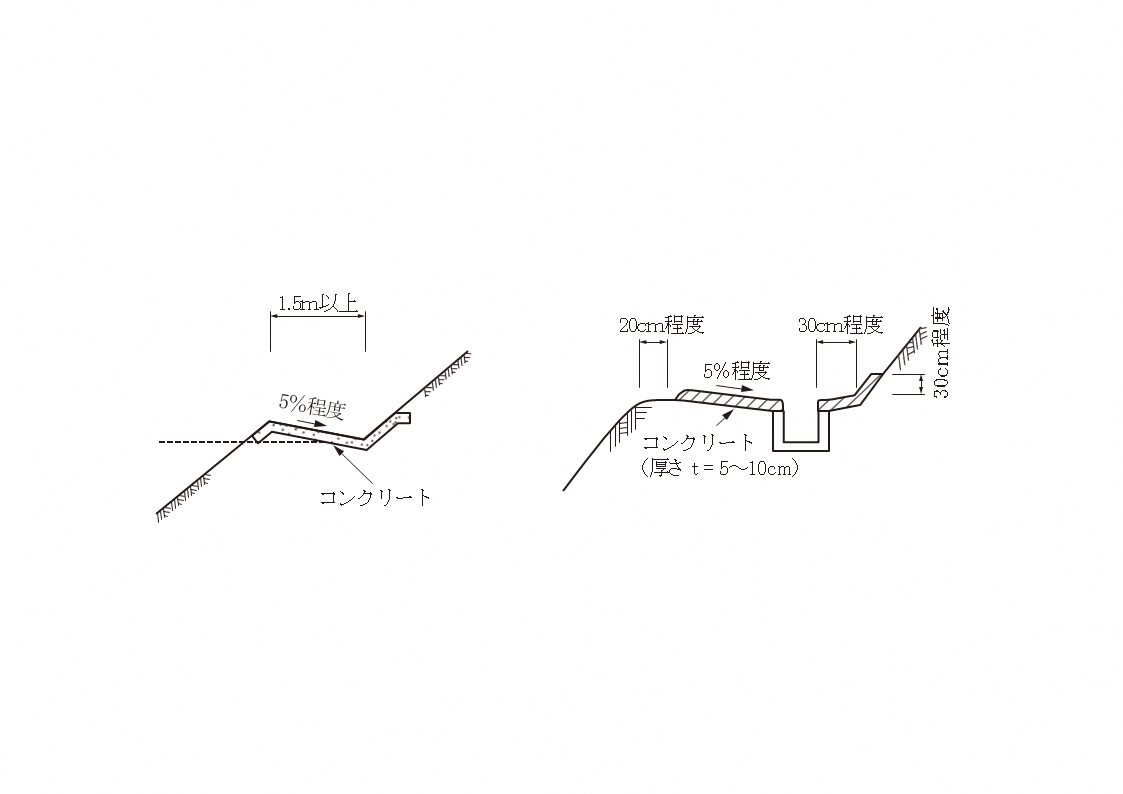 1.5m以上
5%程度
コンクリート
20cm程度
30cm程度
30cm程度
5%程度
コンクリート
（厚さ t＝5～10cm）